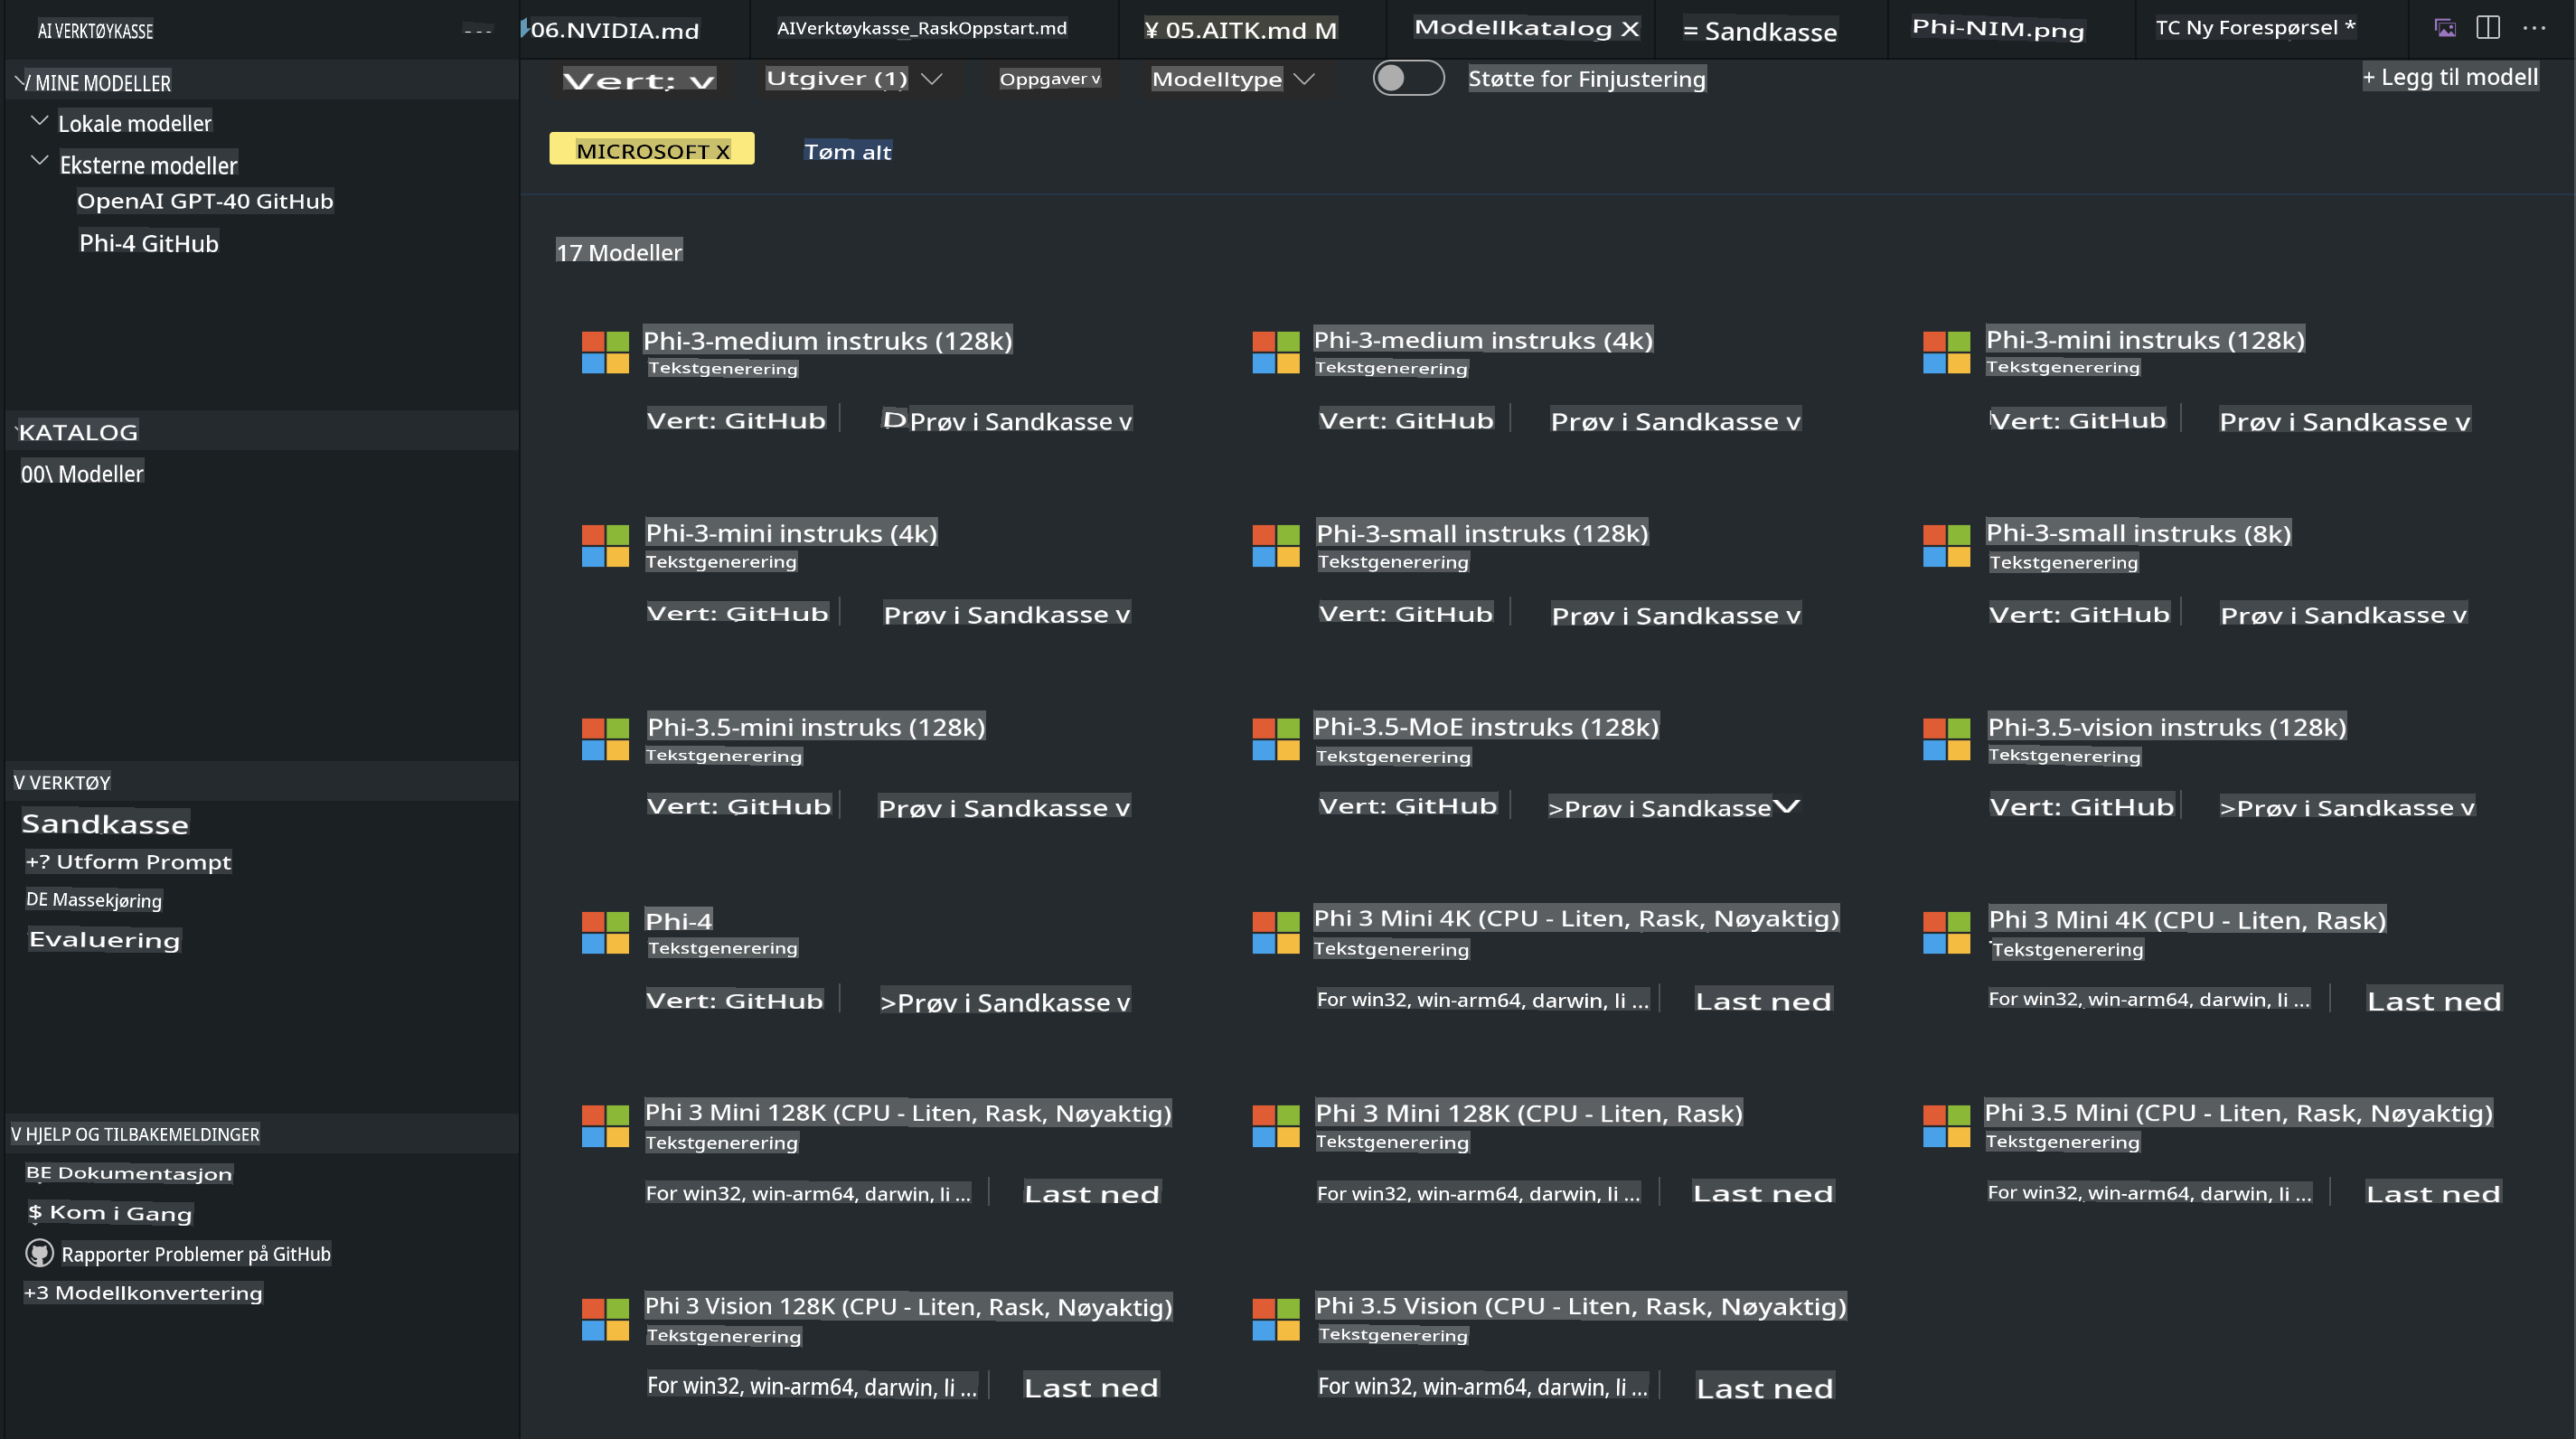 AI VERKTØYKASSE
06.NVIDIA.md
AIVerktøykasse_RaskOppstart.md
¥ 05.AITK.md M
Modellkatalog X
= Sandkasse
Phi-NIM.png
TC Ny Forespørsel *
\/ MINE MODELLER
Lokale modeller
Eksterne modeller
OpenAI GPT-40 GitHub
Phi-4 GitHub
KATALOG
00\ Modeller
V VERKTØY
Sandkasse
+? Utform Prompt
DE Massekjøring
Evaluering
V HJELP OG TILBAKEMELDINGER
BE Dokumentasjon
$ Kom i Gang
Rapporter Problemer på GitHub
+3 Modellkonvertering
Vert; v
Utgiver (1)
Oppgaver v
Modelltype
Støtte for Finjustering
+ Legg til modell
MICROSOFT X
Tøm alt
17 Modeller
Phi-3-medium instruks (128k)
Tekstgenerering
Vert: GitHub
D Prøv i Sandkasse v
Phi-3-medium instruks (4k)
Tekstgenerering
Vert: GitHub
Prøv i Sandkasse v
Phi-3-mini instruks (128k)
Tekstgenerering
Vert: GitHub
Prøv i Sandkasse v
Phi-3-mini instruks (4k)
Tekstgenerering
Vert: GitHub
Prøv i Sandkasse v
Phi-3-small instruks (128k)
Tekstgenerering
Vert: GitHub
Prøv i Sandkasse v
Phi-3-small instruks (8k)
Tekstgenerering
Vert: GitHub
Prøv i Sandkasse v
Phi-3.5-mini instruks (128k)
Tekstgenerering
Vert: GitHub
Prøv i Sandkasse v
Phi-3.5-MoE instruks (128k)
Tekstgenerering
Vert: GitHub
>Prøv i Sandkasse V
Phi-3.5-vision instruks (128k)
Tekstgenerering
Vert: GitHub
>Prøv i Sandkasse v
Phi-4
Tekstgenerering
Vert: GitHub
>Prøv i Sandkasse v
Phi 3 Mini 4K (CPU - Liten, Rask, Nøyaktig)
Tekstgenerering
For win32, win-arm64, darwin, li ...
Last ned
Phi 3 Mini 4K (CPU - Liten, Rask)
Tekstgenerering
For win32, win-arm64, darwin, li ...
Last ned
Phi 3 Mini 128K (CPU - Liten, Rask, Nøyaktig)
Tekstgenerering
For win32, win-arm64, darwin, li ...
Last ned
Phi 3 Mini 128K (CPU - Liten, Rask)
Tekstgenerering
For win32, win-arm64, darwin, li ...
Last ned
Phi 3.5 Mini (CPU - Liten, Rask, Nøyaktig)
Tekstgenerering
For win32, win-arm64, darwin, li ...
Last ned
Phi 3 Vision 128K (CPU - Liten, Rask, Nøyaktig)
Tekstgenerering
For win32, win-arm64, darwin, li ...
Last ned
Phi 3.5 Vision (CPU - Liten, Rask, Nøyaktig)
Tekstgenerering
For win32, win-arm64, darwin, li ...
Last ned